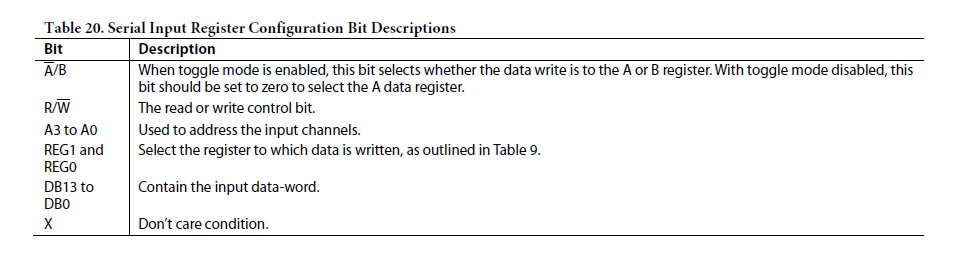 Table 20. Serial Input Register Configuration Bit Descriptions
Bit Description
A̅/B When toggle mode is enabled, this bit selects whether the data write is to the A or B register. With toggle mode disabled, this
bit should be set to zero to select the A data register.
R/W̅ The read or write control bit.
A3 to A0 Used to address the input channels.
REG1 and Select the register to which data is written, as outlined in Table 9.
REG0
DB13 to Contain the input data-word.
DB0
X Don’t care condition.